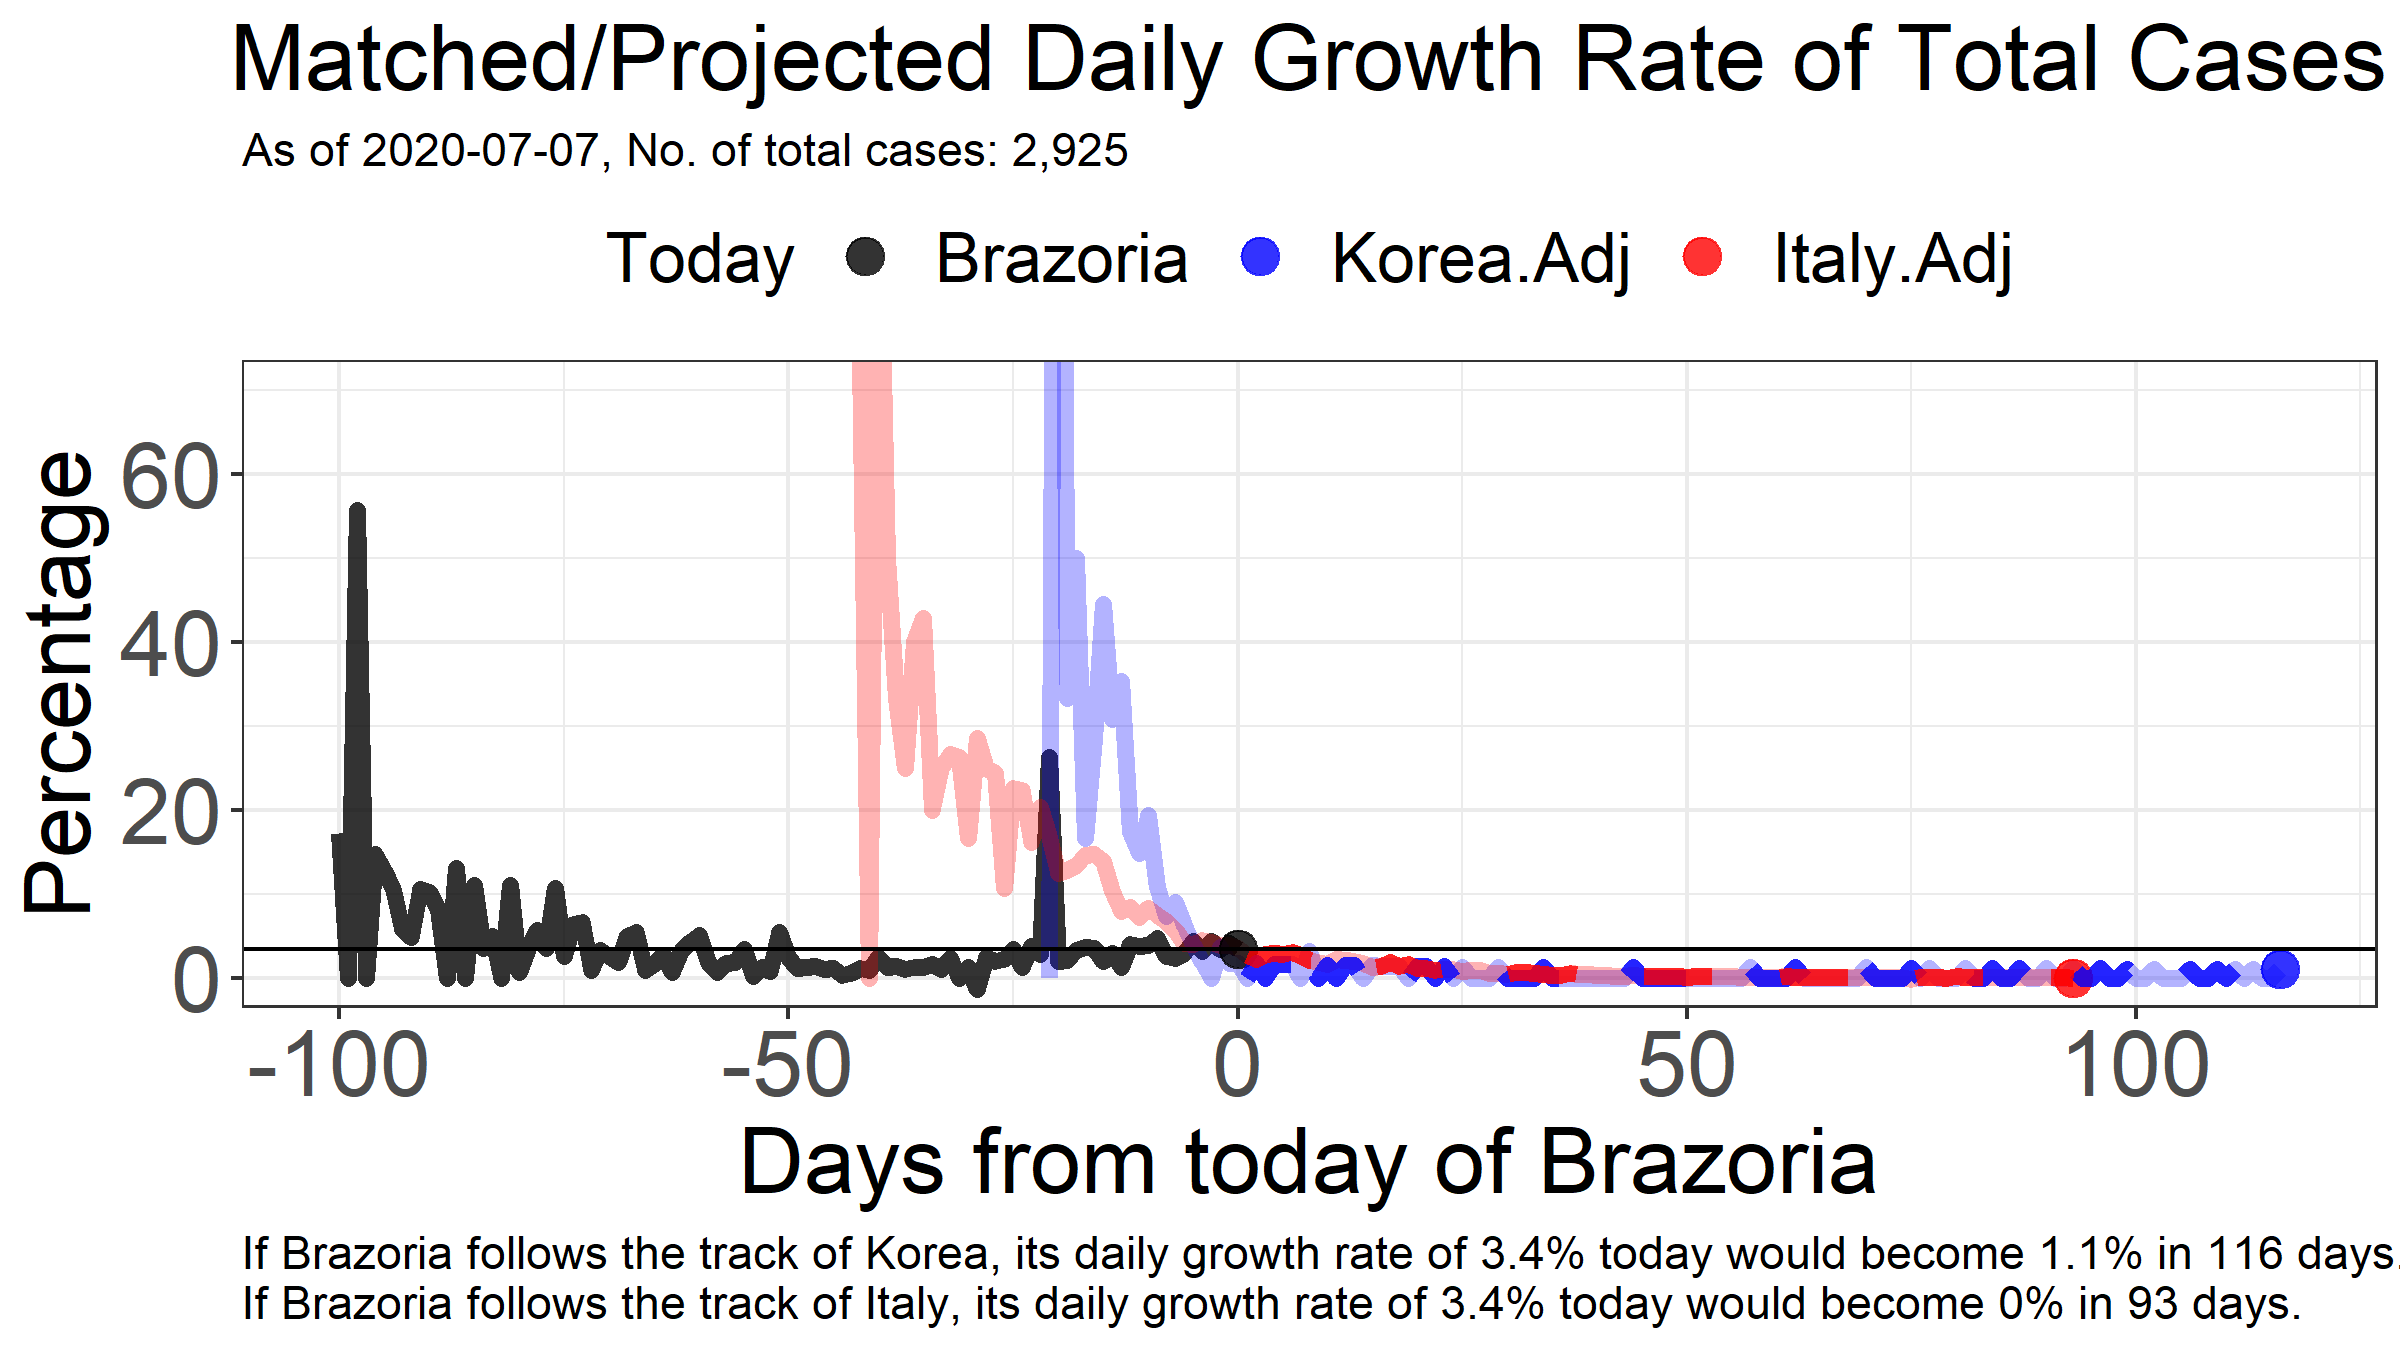 Matched/Projected Daily Growth Rate of Total Cases
As of 2020-07-07, No. of total cases: 2,925
Today Brazoria Korea.Adj Italy.Adj
Percentage
60
40
20
0
-100 -50 0 50 100
Days from today of Brazoria
If Brazoria follows the track of Korea, its daily growth rate of 3.4% today would become 1.1% in 116 days.
If Brazoria follows the track of Italy, its daily growth rate of 3.4% today would become 0% in 93 days.